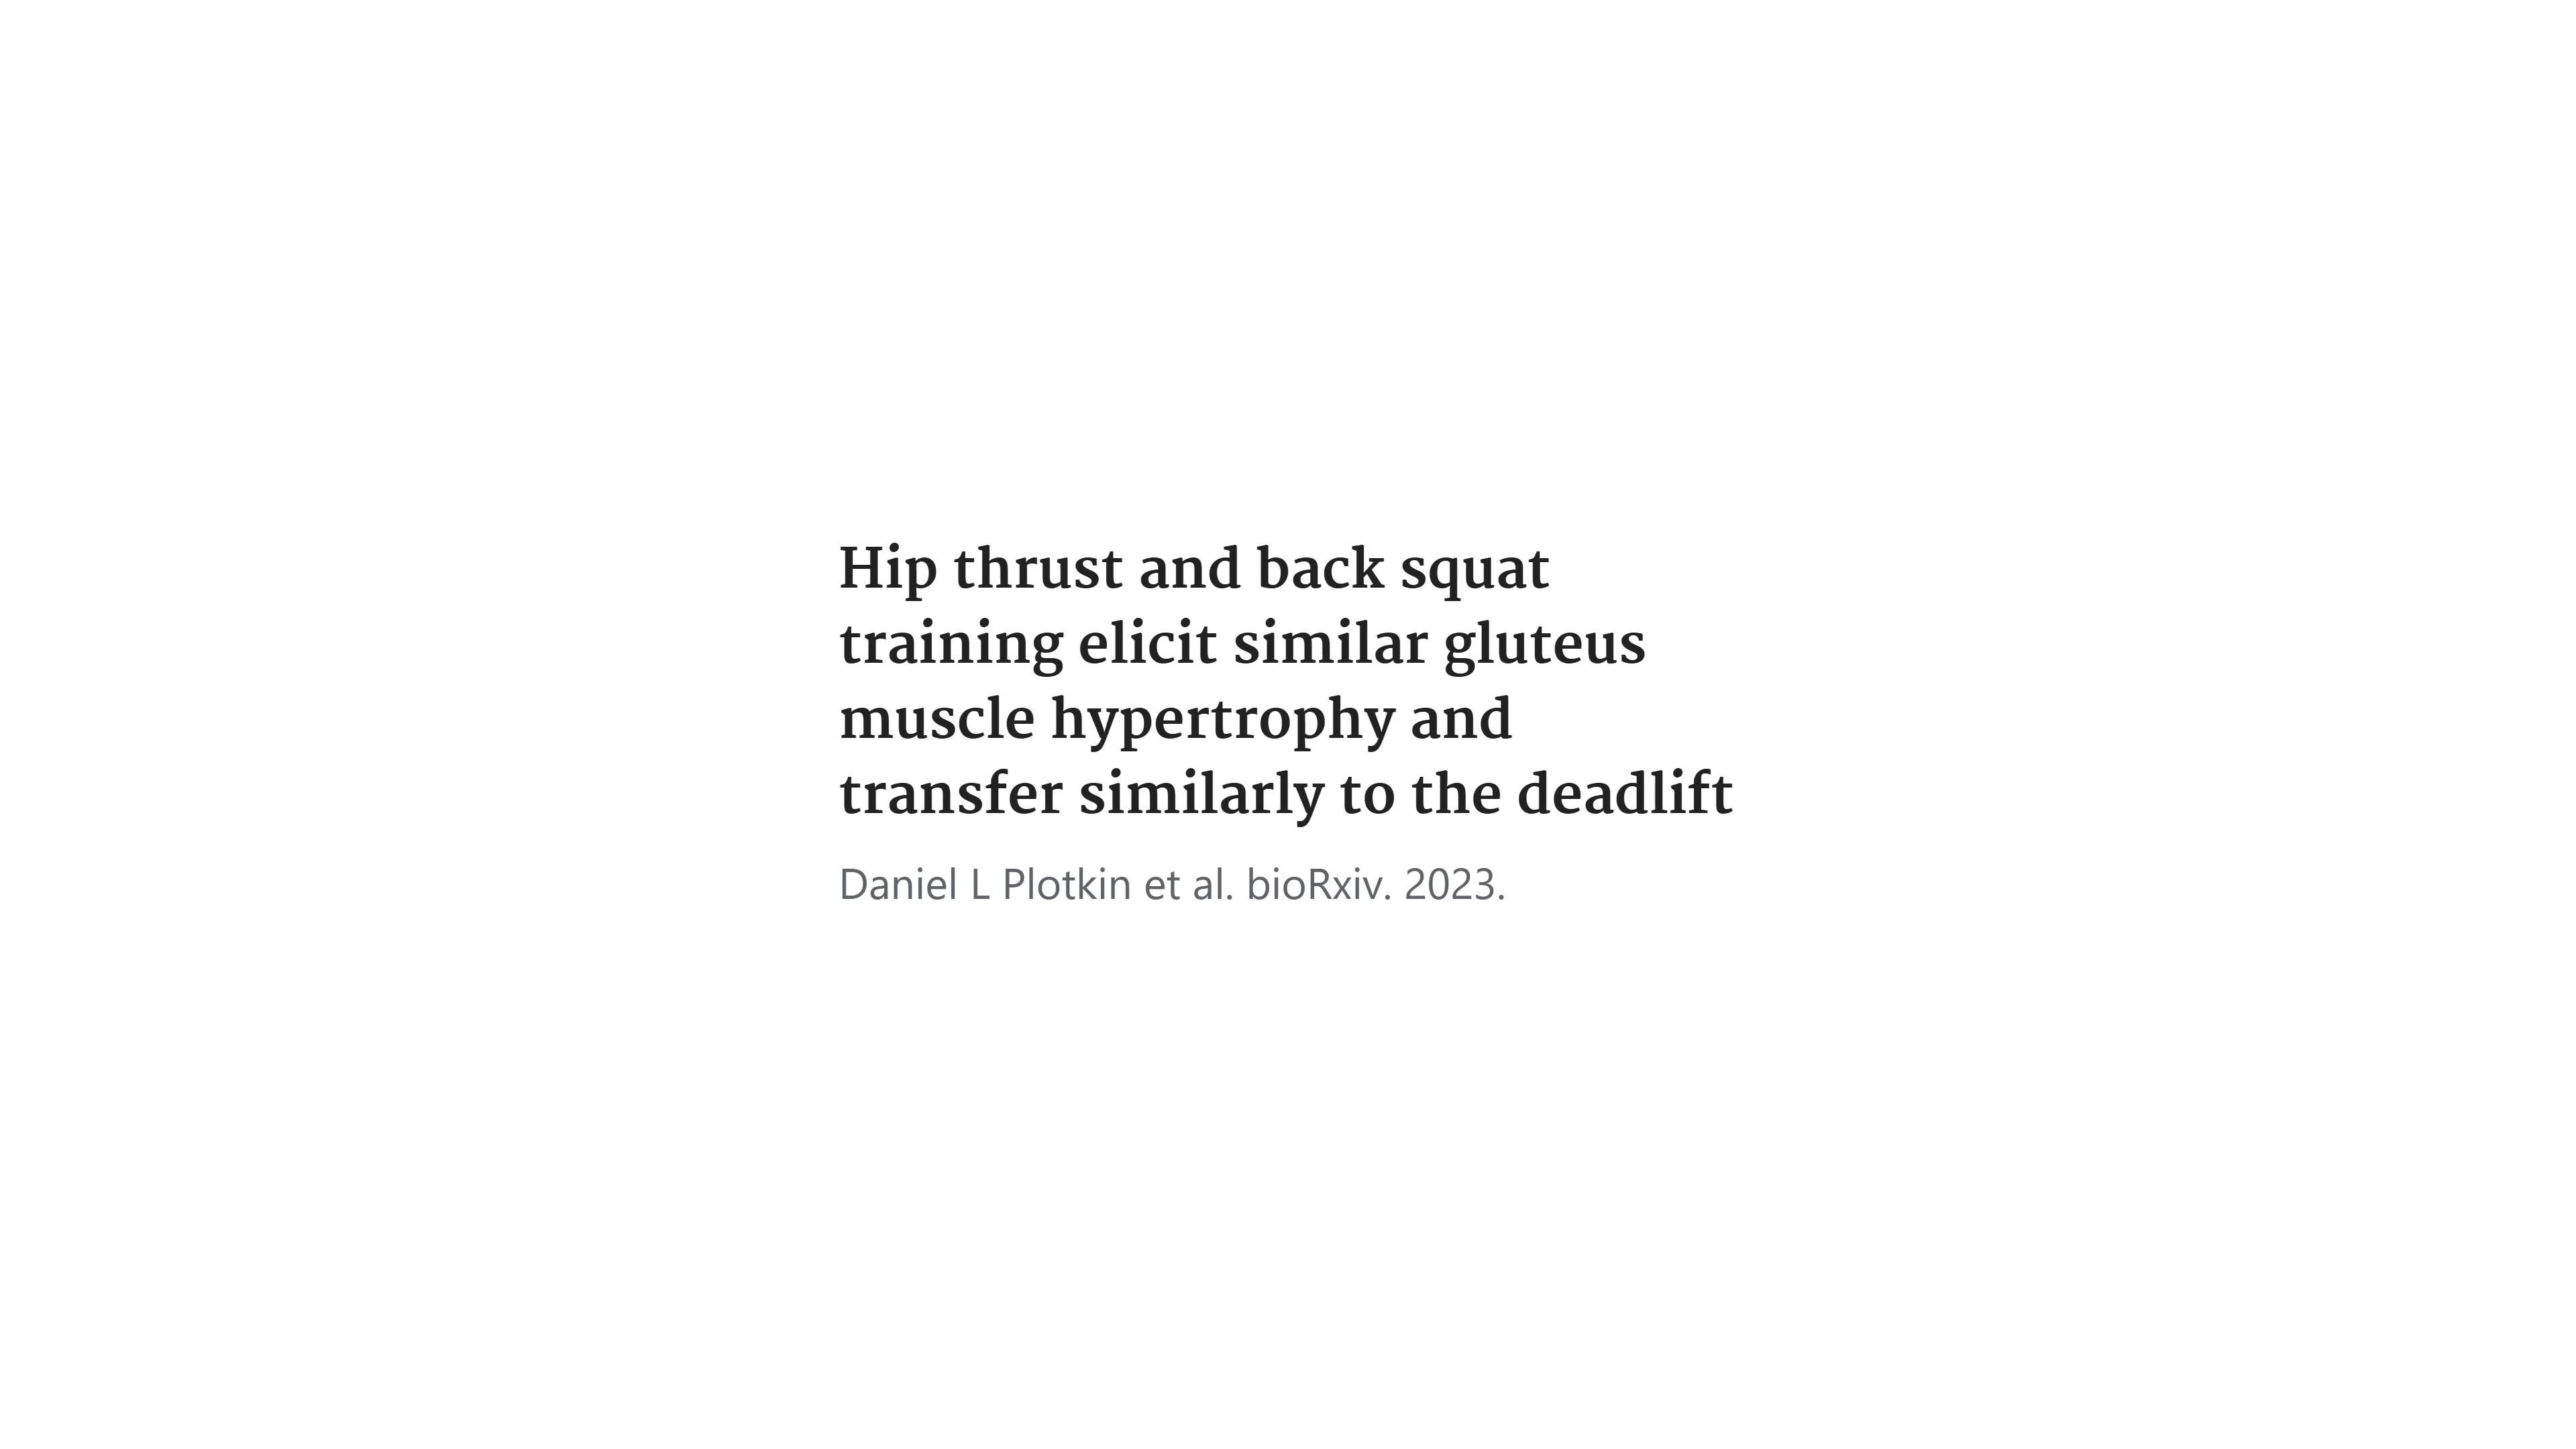 Hip thrust and back squat
training elicit similar gluteus
muscle hypertrophy and
transfer similarly to the deadlift
Daniel L Plotkin et al. bioRxiv. 2023.